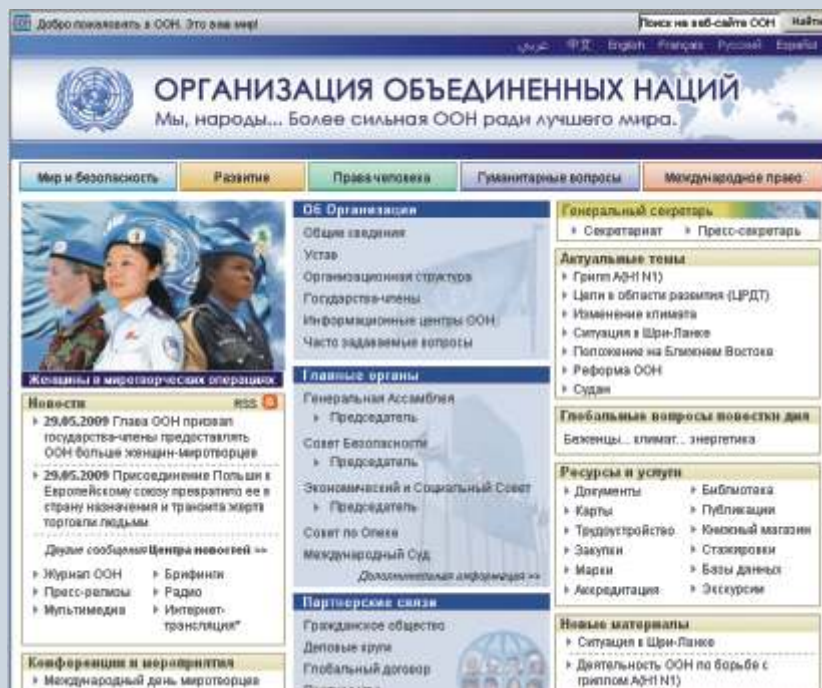 Добро пожаловать в ООН. Это ваш мир!
Поиск на веб-сайте ООН Найти
عربي 中文 English Français Русский Español
ОРГАНИЗАЦИЯ ОБЪЕДИНЕННЫХ НАЦИЙ
Мы, народы... Более сильная ООН ради лучшего мира.
Мир и безопасность Развитие Права человека Гуманитарные вопросы Международное право
Женщины в миротворческих операциях
Новости RSS
29.05.2009 Глава ООН призвал
государства-члены предоставлять
ООН больше женщин-миротворцев
29.05.2009 Присоединение Польши к
Европейскому союзу превратило ее в
страну назначения и транзита жертв
торговли людьми
Другие сообщения Центра новостей »»
Журнал ООН Брифинги
Пресс-релизы Радио
Мультимедиа Интернет-
трансляция*
Конференции и мероприятия
Международный день миротворцев
Об Организации
Общие сведения
Устав
Организационная структура
Государства-члены
Информационные центры ООН
Часто задаваемые вопросы
Главные органы
Генеральная Ассамблея
Председатель
Совет Безопасности
Председатель
Экономический и Социальный Совет
Председатель
Совет по Опеке
Международный Суд
Дополнительная информация »»
Партнерские связи
Гражданское общество
Деловые круги
Глобальный договор
Генеральный секретарь
Секретариат Пресс-секретарь
Актуальные темы
Грипп A(H1N1)
Цели в области развития (ЦРДТ)
Изменение климата
Ситуация в Шри-Ланке
Положение на Ближнем Востоке
Реформа ООН
Судан
Глобальные вопросы повестки дня
Беженцы... климат... энергетика
Ресурсы и услуги
Документы Библиотека
Карты Публикации
Трудоустройство Книжный магазин
Закупки Стажировки
Марки Базы данных
Аккредитация Экскурсии
Новые материалы
Ситуация в Шри-Ланке
Деятельность ООН по борьбе с
гриппом A(H1N1)